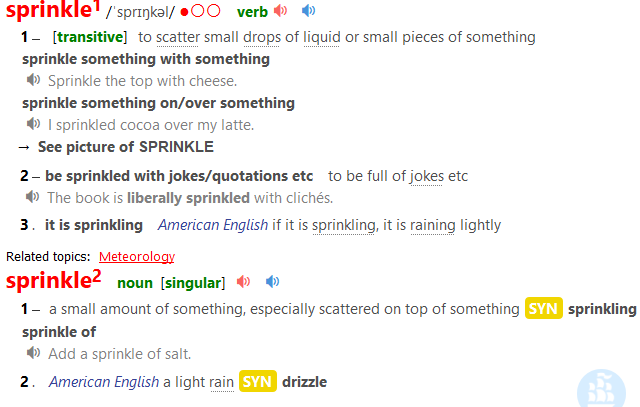 sprinkle1 /ˈsprɪŋkəl/ ●○○ verb
1 – [transitive] to scatter small drops of liquid or small pieces of something
sprinkle something with something
Sprinkle the top with cheese.
sprinkle something on/over something
I sprinkled cocoa over my latte.
→ See picture of SPRINKLE
2 – be sprinkled with jokes/quotations etc to be full of jokes etc
The book is liberally sprinkled with clichés.
3 . it is sprinkling American English if it is sprinkling, it is raining lightly
Related topics: Meteorology
sprinkle2 noun [singular]
1 – a small amount of something, especially scattered on top of something SYN sprinkling
sprinkle of
Add a sprinkle of salt.
2 . American English a light rain SYN drizzle